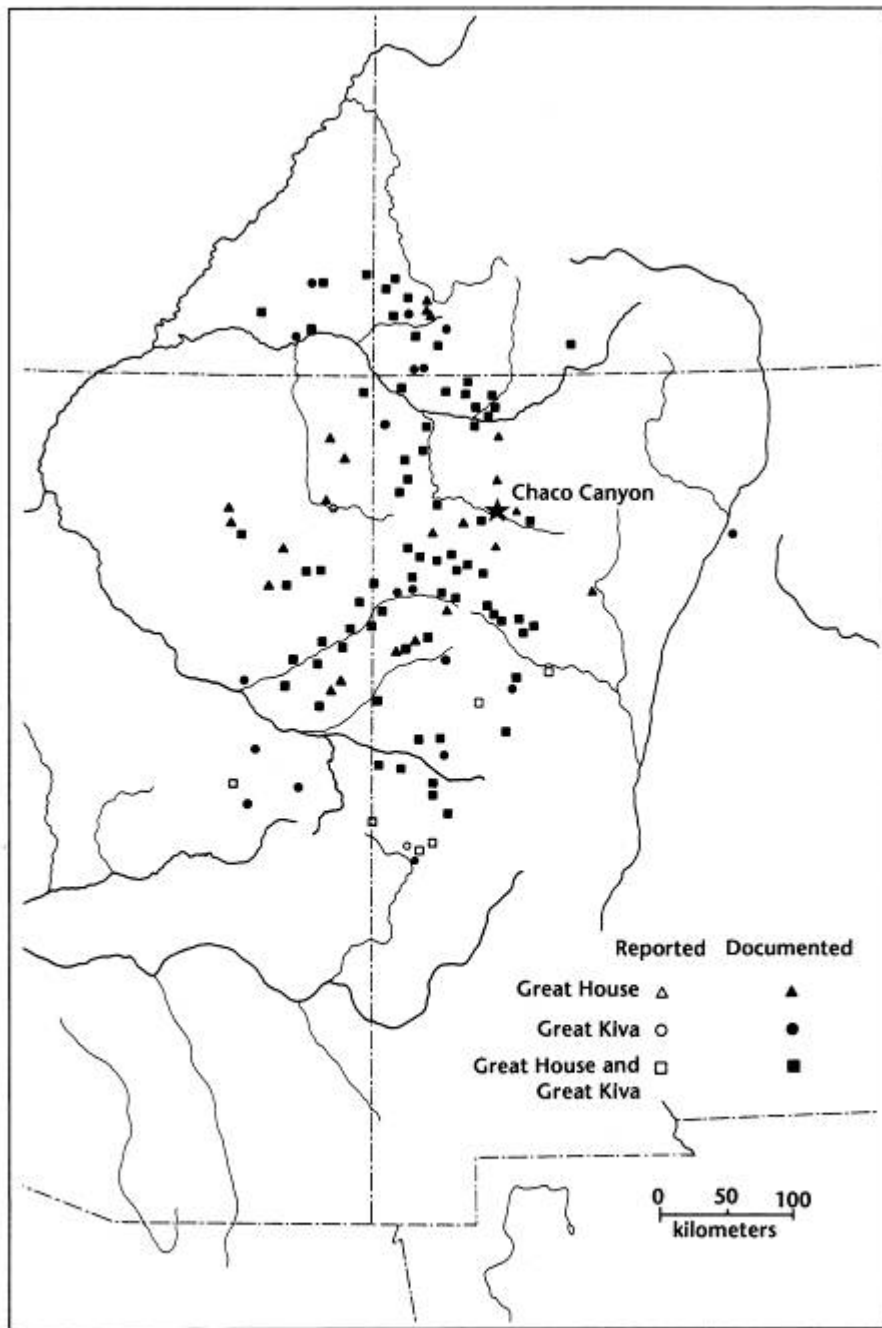 Chaco Canyon
Reported Documented
Great House
Great Kiva
Great House and
Great Kiva
0 50 100
kilometers